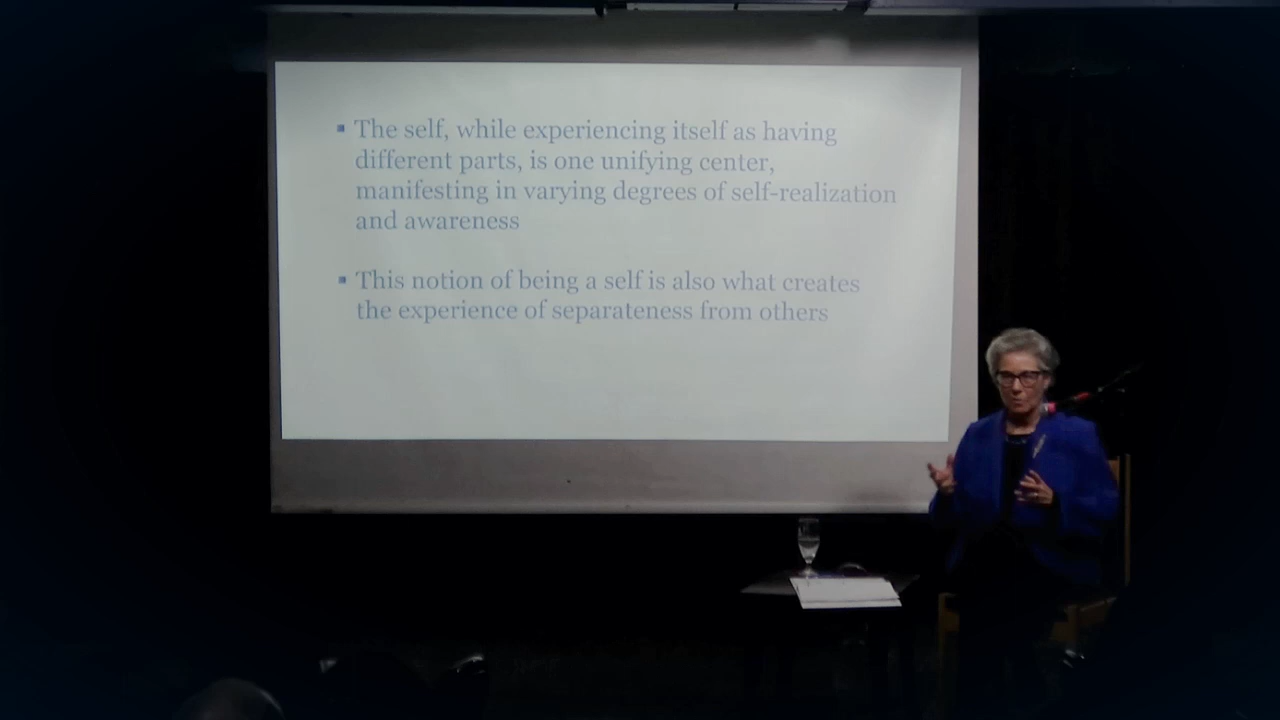 ▪ The self, while experiencing itself as having
different parts, is one unifying center,
manifesting in varying degrees of self-realization
and awareness
▪ This notion of being a self is also what creates
the experience of separateness from others